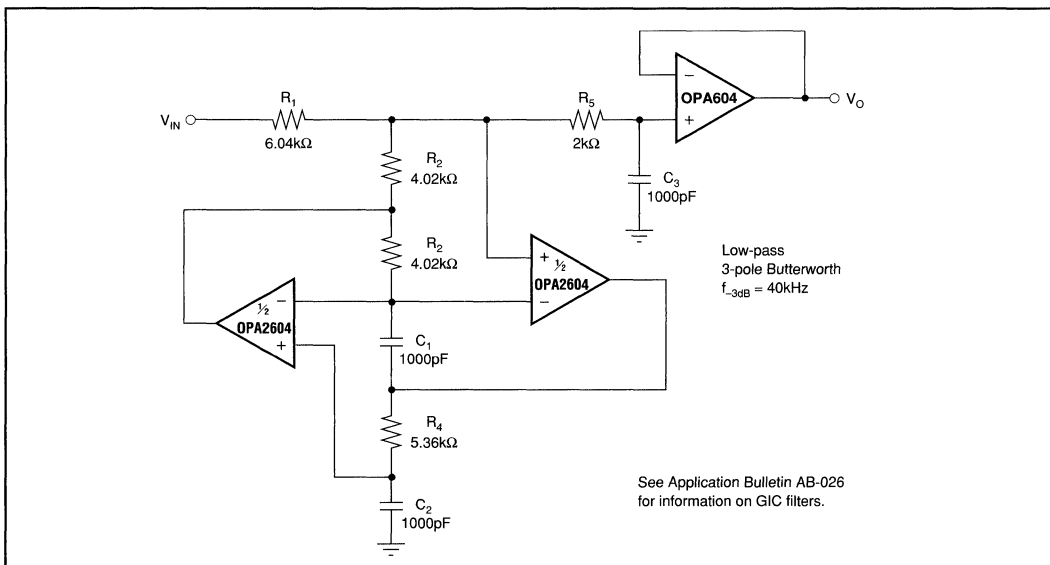 R1
VIN
6.04kΩ
R5
2kΩ
−
OPA604
+
VO
R2
4.02kΩ
C3
1000pF
R2
4.02kΩ
+
½
OPA2604
−
Low-pass
3-pole Butterworth
f–3dB = 40kHz
½
−
OPA2604
+
C1
1000pF
R4
5.36kΩ
C2
1000pF
See Application Bulletin AB-026
for information on GIC filters.